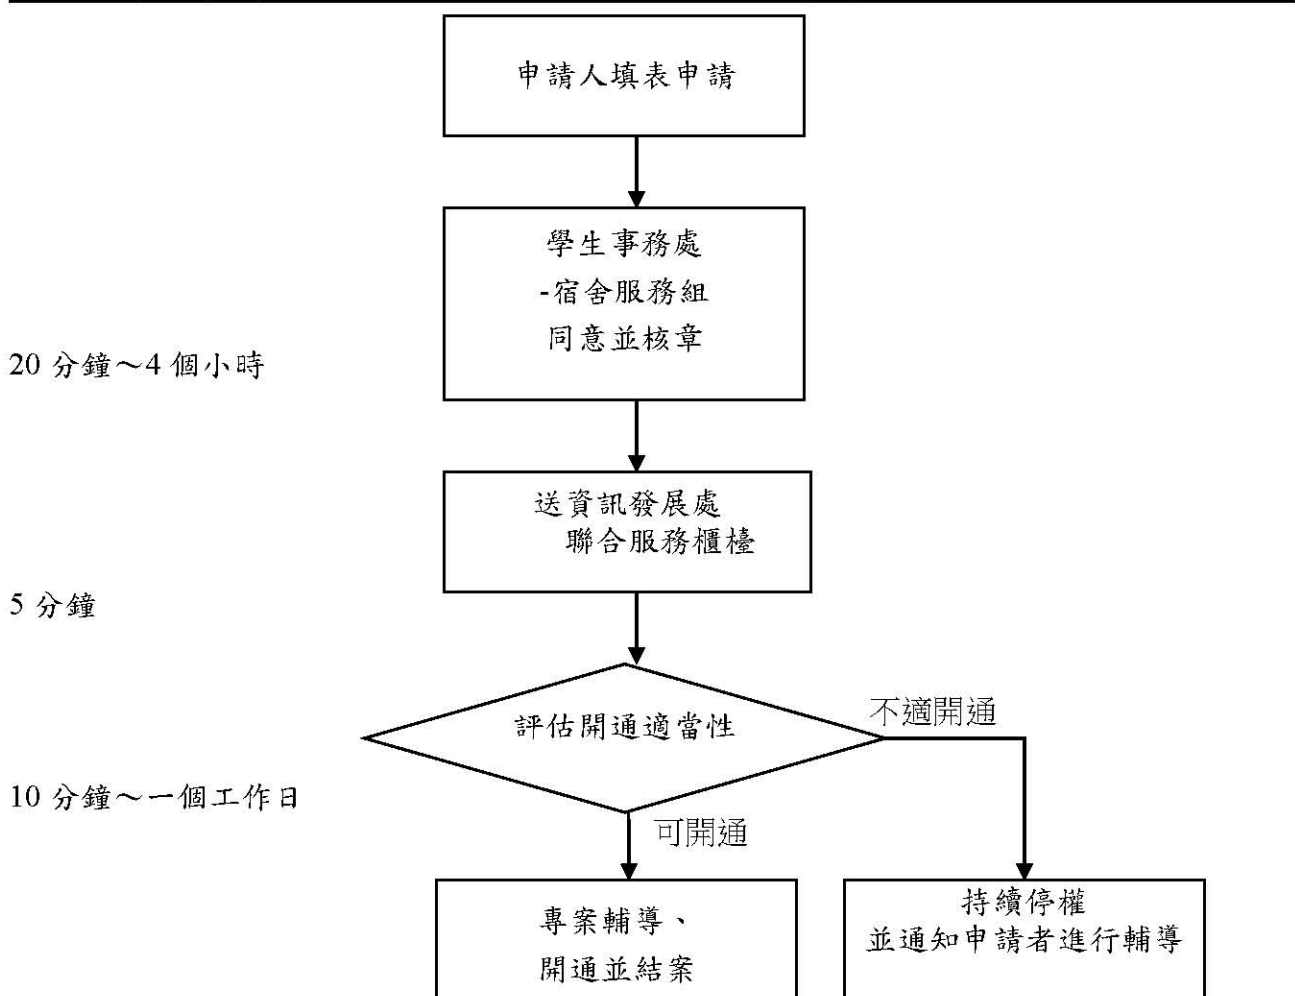 申請人填表申請
學生事務處
-宿舍服務組
同意並核章
20 分鐘～4 個小時
送資訊發展處
聯合服務櫃檯
5 分鐘
評估開通適當性
不適開通
10 分鐘～一個工作日
可開通
專案輔導、
開通並結案
持續停權
並通知申請者進行輔導